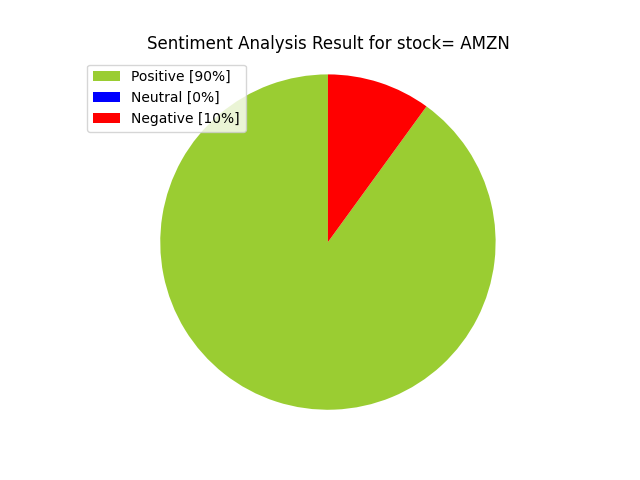 Sentiment Analysis Result for stock= AMZN
Positive [90%]
Neutral [0%]
Negative [10%]